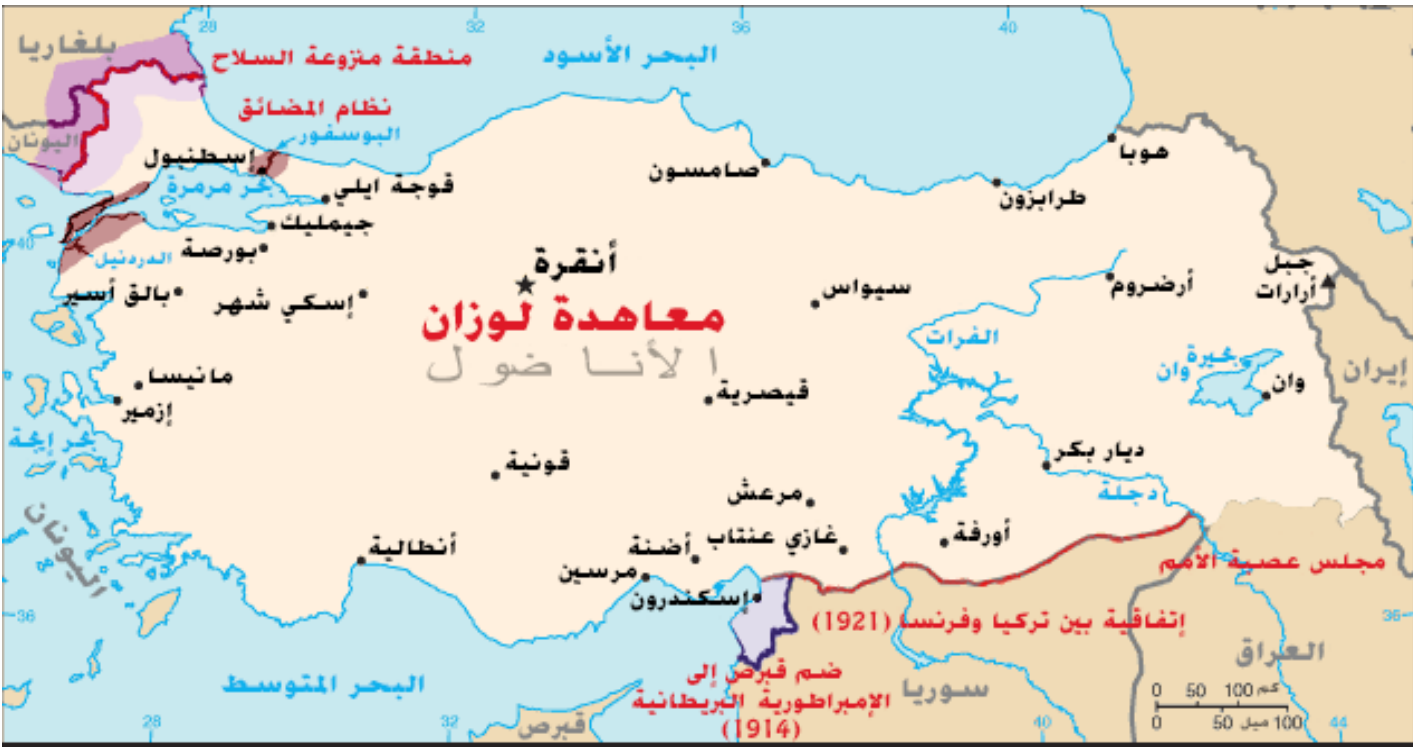 28
32
36
40
بلغاريا
منطقة منزوعة السلاح
البحر الأسود
نظام المضائق
البوسفور
اليونان
إسطنبول
هوبا
صامسون
بحر مرمرة
قوجة ايلي
طرابزون
جيمليك
40
بورصة
الدردنيل
أنقرة
جبل
أرارات
أرضروم
بالق أسير
إسكي شهر
سيواس
معاهدة لوزان
الأناضول
الفرات
بحيرة
وان
وان
إيران
مانيسا
إزمير
قيصرية
بحر إيجة
قونية
ديار بكر
دجلة
مرعش
اليونان
أنطالية
أضنة
غازي عنتاب
أورفة
مرسين
مجلس عصبة الأمم
إسكندرون
36
إتفاقية بين تركيا وفرنسا (1921)
36
البحر المتوسط
ضم قبرص إلى
الإمبراطورية البريطانية
(1914)
سوريا
العراق
0 50 100 كم
0 50 100 ميل
قبرص
28
32
40
44